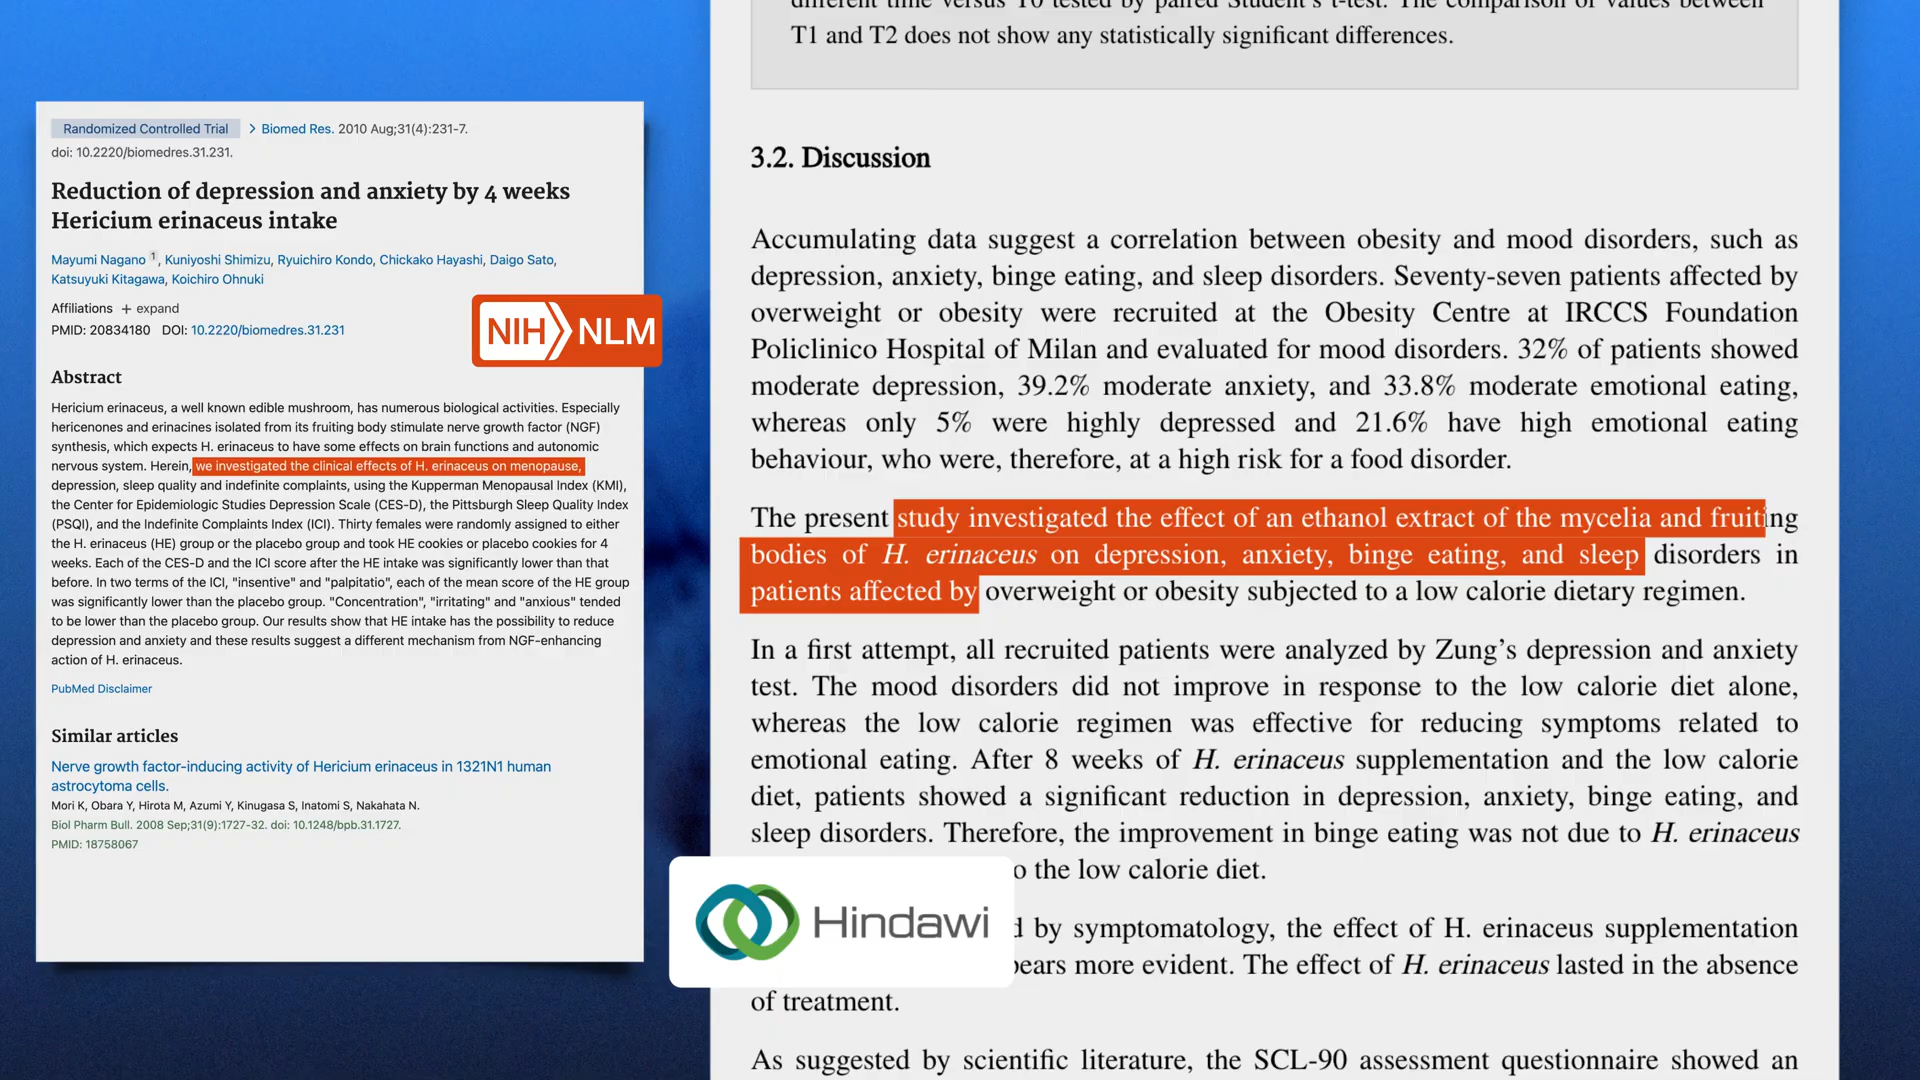 Randomized Controlled Trial > Biomed Res. 2010 Aug;31(4):231-7.
doi: 10.2220/biomedres.31.231.
Reduction of depression and anxiety by 4 weeks
Hericium erinaceus intake
Mayumi Nagano 1, Kuniyoshi Shimizu, Ryuichiro Kondo, Chickako Hayashi, Daigo Sato,
Katsuyuki Kitagawa, Koichiro Ohnuki
Affiliations + expand
PMID: 20834180 DOI: 10.2220/biomedres.31.231
NIH NLM
Abstract
Hericium erinaceus, a well known edible mushroom, has numerous biological activities. Especially
hericenones and erinacines isolated from its fruiting body stimulate nerve growth factor (NGF)
synthesis, which expects H. erinaceus to have some effects on brain functions and autonomic
nervous system. Herein, we investigated the clinical effects of H. erinaceus on menopause,
depression, sleep quality and indefinite complaints, using the Kupperman Menopausal Index (KMI),
the Center for Epidemiologic Studies Depression Scale (CES-D), the Pittsburgh Sleep Quality Index
(PSQI), and the Indefinite Complaints Index (ICI). Thirty females were randomly assigned to either
the H. erinaceus (HE) group or the placebo group and took HE cookies or placebo cookies for 4
weeks. Each of the CES-D and the ICI score after the HE intake was significantly lower than that
before. In two terms of the ICI, "insentive" and "palpitatio", each of the mean score of the HE group
was significantly lower than the placebo group. "Concentration", "irritating" and "anxious" tended
to be lower than the placebo group. Our results show that HE intake has the possibility to reduce
depression and anxiety and these results suggest a different mechanism from NGF-enhancing
action of H. erinaceus.
PubMed Disclaimer
Similar articles
Nerve growth factor-inducing activity of Hericium erinaceus in 1321N1 human
astrocytoma cells.
Mori K, Obara Y, Hirota M, Azumi Y, Kinugasa S, Inatomi S, Nakahata N.
Biol Pharm Bull. 2008 Sep;31(9):1727-32. doi: 10.1248/bpb.31.1727.
PMID: 18758067
different time versus T0 tested by paired Student's t-test. The comparison of values between
T1 and T2 does not show any statistically significant differences.
3.2. Discussion
Accumulating data suggest a correlation between obesity and mood disorders, such as
depression, anxiety, binge eating, and sleep disorders. Seventy-seven patients affected by
overweight or obesity were recruited at the Obesity Centre at IRCCS Foundation
Policlinico Hospital of Milan and evaluated for mood disorders. 32% of patients showed
moderate depression, 39.2% moderate anxiety, and 33.8% moderate emotional eating,
whereas only 5% were highly depressed and 21.6% have high emotional eating
behaviour, who were, therefore, at a high risk for a food disorder.
The present study investigated the effect of an ethanol extract of the mycelia and fruiting
bodies of H. erinaceus on depression, anxiety, binge eating, and sleep disorders in
patients affected by overweight or obesity subjected to a low calorie dietary regimen.
In a first attempt, all recruited patients were analyzed by Zung's depression and anxiety
test. The mood disorders did not improve in response to the low calorie diet alone,
whereas the low calorie regimen was effective for reducing symptoms related to
emotional eating. After 8 weeks of H. erinaceus supplementation and the low calorie
diet, patients showed a significant reduction in depression, anxiety, binge eating, and
sleep disorders. Therefore, the improvement in binge eating was not due to H. erinaceus
the low calorie diet.
by symptomatology, the effect of H. erinaceus supplementation
more evident. The effect of H. erinaceus lasted in the absence
of treatment.
As suggested by scientific literature, the SCL-90 assessment questionnaire showed an
Hindawi